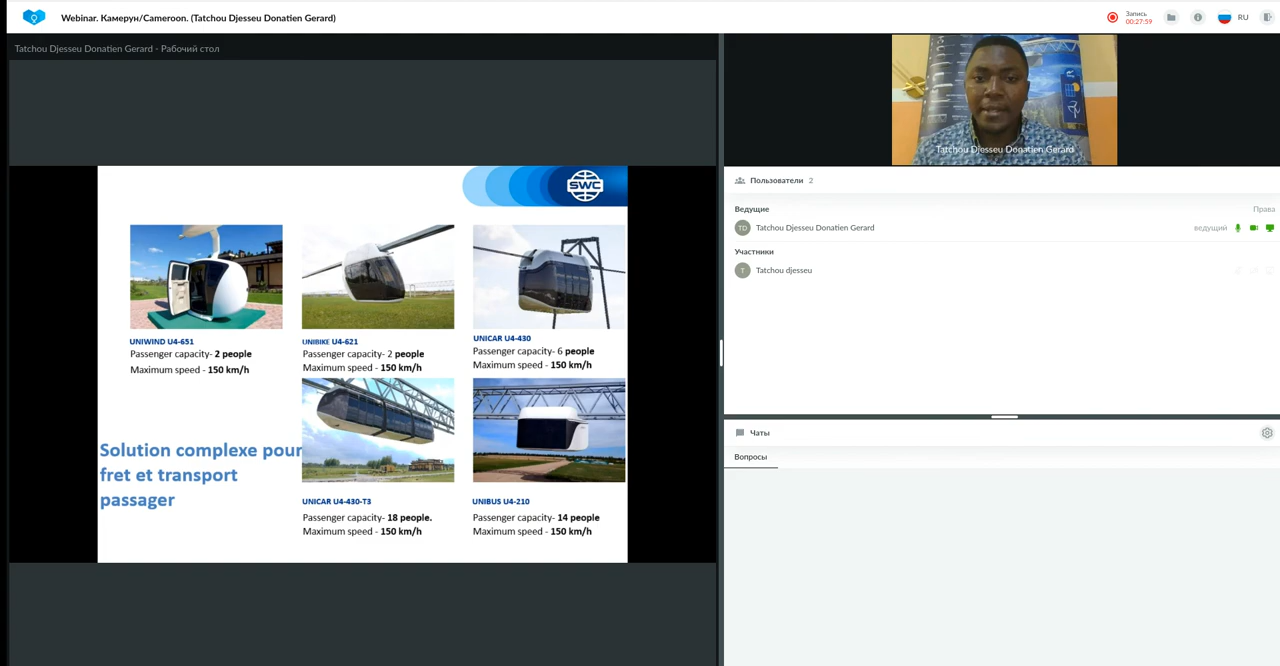 Webinar. Камерун/Cameroon. (Tatchou Djesseu Donatien Gerard)
Запись
00:27:59
RU
Tatchou Djesseu Donatien Gerard - Рабочий стол
SWC
UNIWIND U4-651
Passenger capacity- 2 people
Maximum speed - 150 km/h
UNIBIKE U4-621
Passenger capacity- 2 people
Maximum speed - 150 km/h
UNICAR U4-430
Passenger capacity- 6 people
Maximum speed - 150 km/h
Solution complexe pour
fret et transport
passager
UNICAR U4-430-T3
Passenger capacity- 18 people.
Maximum speed - 150 km/h
UNIBUS U4-210
Passenger capacity- 14 people
Maximum speed - 150 km/h
Tatchou Djesseu Donatien Gerard
Пользователи 2
Ведущие Права
TD Tatchou Djesseu Donatien Gerard ведущий
Участники
T Tatchou djesseu
Чаты
Вопросы